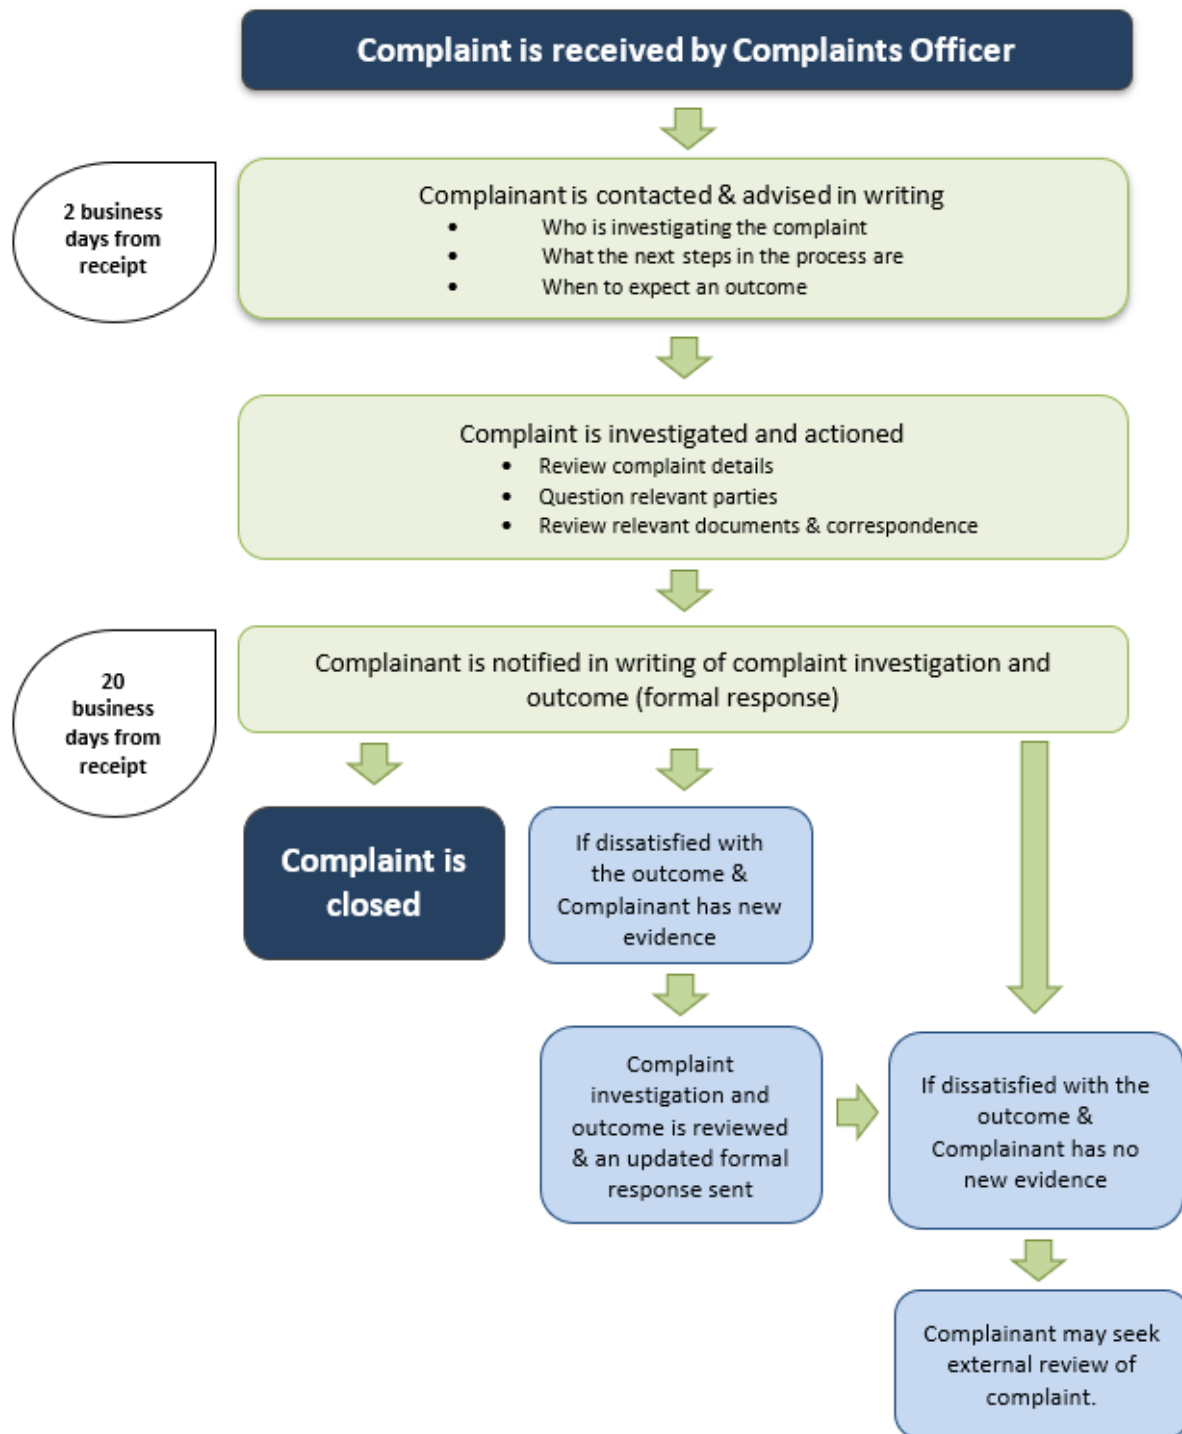 Complaint is received by Complaints Officer
2 business
days from
receipt
Complainant is contacted & advised in writing
• Who is investigating the complaint
• What the next steps in the process are
• When to expect an outcome
Complaint is investigated and actioned
• Review complaint details
• Question relevant parties
• Review relevant documents & correspondence
20
business
days from
receipt
Complainant is notified in writing of complaint investigation and
outcome (formal response)
Complaint is
closed
If dissatisfied with
the outcome &
Complainant has new
evidence
Complaint
investigation and
outcome is reviewed
& an updated formal
response sent
If dissatisfied with the
outcome &
Complainant has no
new evidence
Complainant may seek
external review of
complaint.